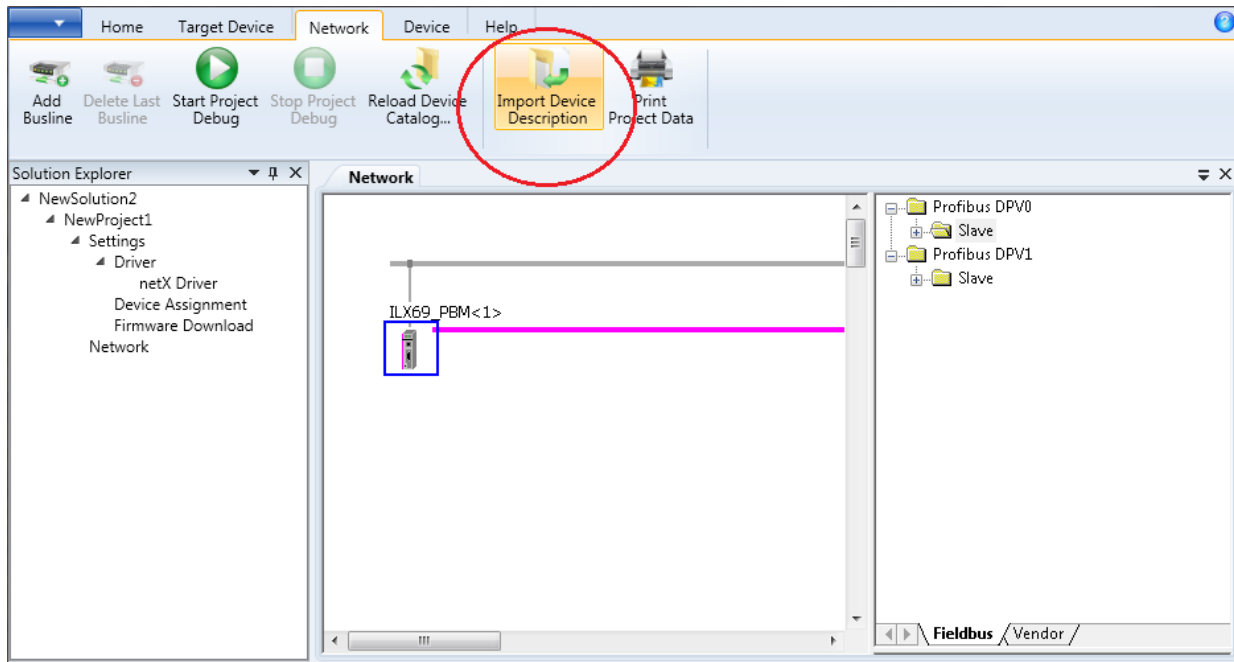 Home Target Device Network Device Help
Add Busline
Delete Last Busline
Start Project Debug
Stop Project Debug
Reload Device Catalog...
Import Device Description
Print Project Data
Solution Explorer
Network
NewSolution2
NewProject1
Settings
Driver
netX Driver
Device Assignment
Firmware Download
Network
ILX69_PBM<1>
Profibus DPV0
Slave
Profibus DPV1
Slave
Fieldbus Vendor